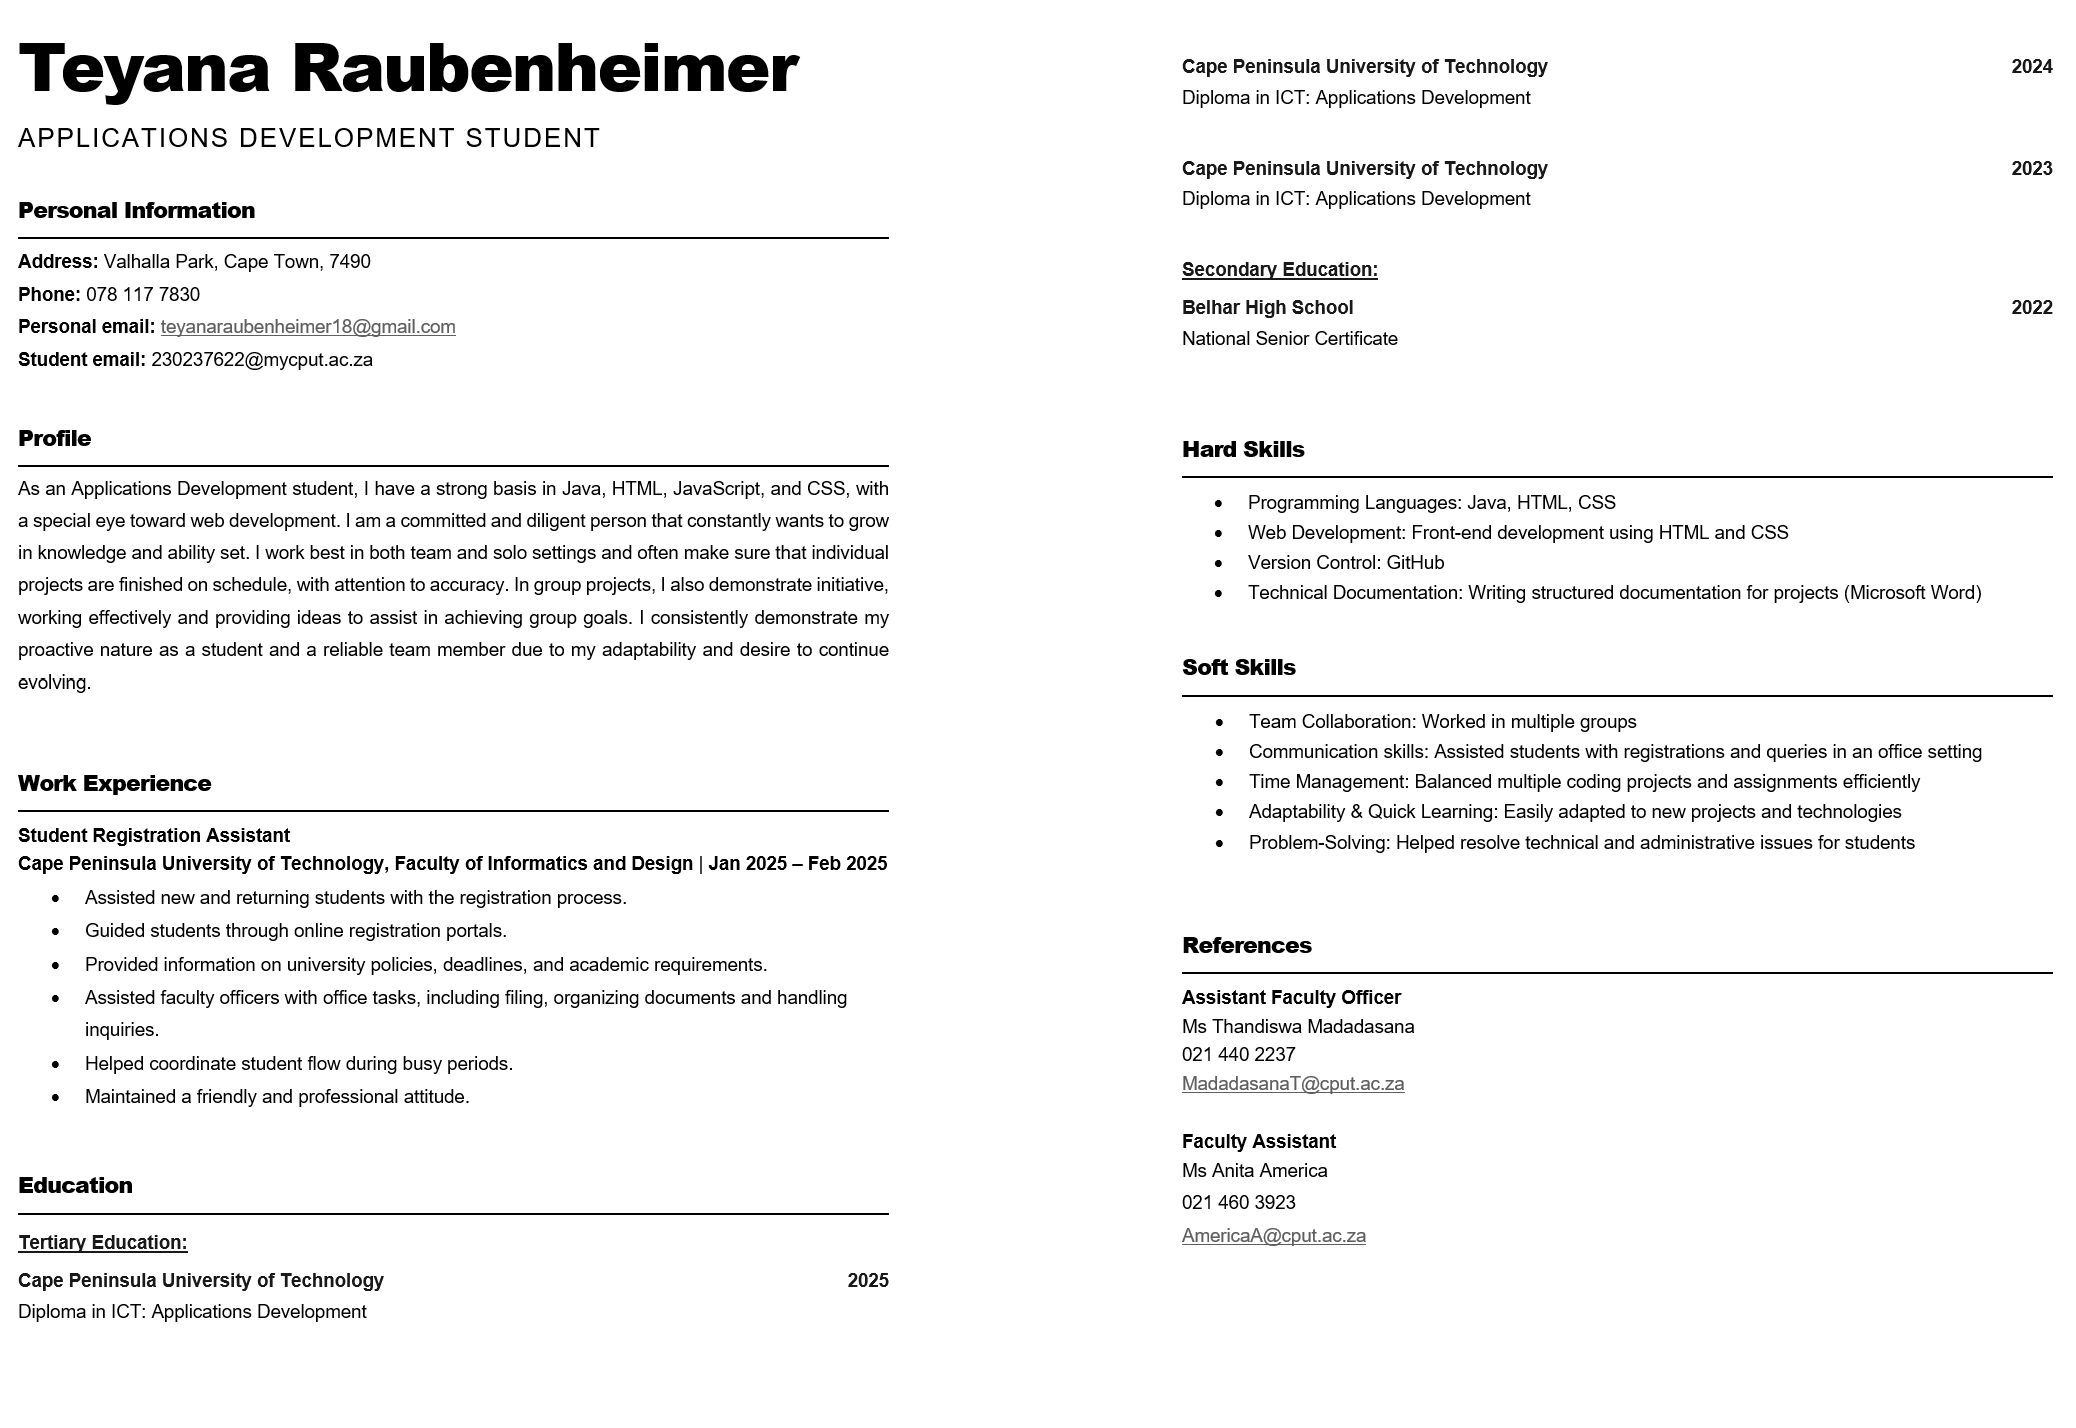 Teyana Raubenheimer
APPLICATIONS DEVELOPMENT STUDENT
Personal Information
Address: Valhalla Park, Cape Town, 7490
Phone: 078 117 7830
Personal email: teyanaraubenheimer18@gmail.com
Student email: 230237622@mycput.ac.za
Profile
As an Applications Development student, I have a strong basis in Java, HTML, JavaScript, and CSS, with
a special eye toward web development. I am a committed and diligent person that constantly wants to grow
in knowledge and ability set. I work best in both team and solo settings and often make sure that individual
projects are finished on schedule, with attention to accuracy. In group projects, I also demonstrate initiative,
working effectively and providing ideas to assist in achieving group goals. I consistently demonstrate my
proactive nature as a student and a reliable team member due to my adaptability and desire to continue
evolving.
Work Experience
Student Registration Assistant
Cape Peninsula University of Technology, Faculty of Informatics and Design | Jan 2025 – Feb 2025
• Assisted new and returning students with the registration process.
• Guided students through online registration portals.
• Provided information on university policies, deadlines, and academic requirements.
• Assisted faculty officers with office tasks, including filing, organizing documents and handling
inquiries.
• Helped coordinate student flow during busy periods.
• Maintained a friendly and professional attitude.
Education
Tertiary Education:
Cape Peninsula University of Technology 2025
Diploma in ICT: Applications Development
Cape Peninsula University of Technology 2024
Diploma in ICT: Applications Development
Cape Peninsula University of Technology 2023
Diploma in ICT: Applications Development
Secondary Education:
Belhar High School 2022
National Senior Certificate
Hard Skills
• Programming Languages: Java, HTML, CSS
• Web Development: Front-end development using HTML and CSS
• Version Control: GitHub
• Technical Documentation: Writing structured documentation for projects (Microsoft Word)
Soft Skills
• Team Collaboration: Worked in multiple groups
• Communication skills: Assisted students with registrations and queries in an office setting
• Time Management: Balanced multiple coding projects and assignments efficiently
• Adaptability & Quick Learning: Easily adapted to new projects and technologies
• Problem-Solving: Helped resolve technical and administrative issues for students
References
Assistant Faculty Officer
Ms Thandiswa Madadasana
021 440 2237
MadadasanaT@cput.ac.za
Faculty Assistant
Ms Anita America
021 460 3923
AmericaA@cput.ac.za